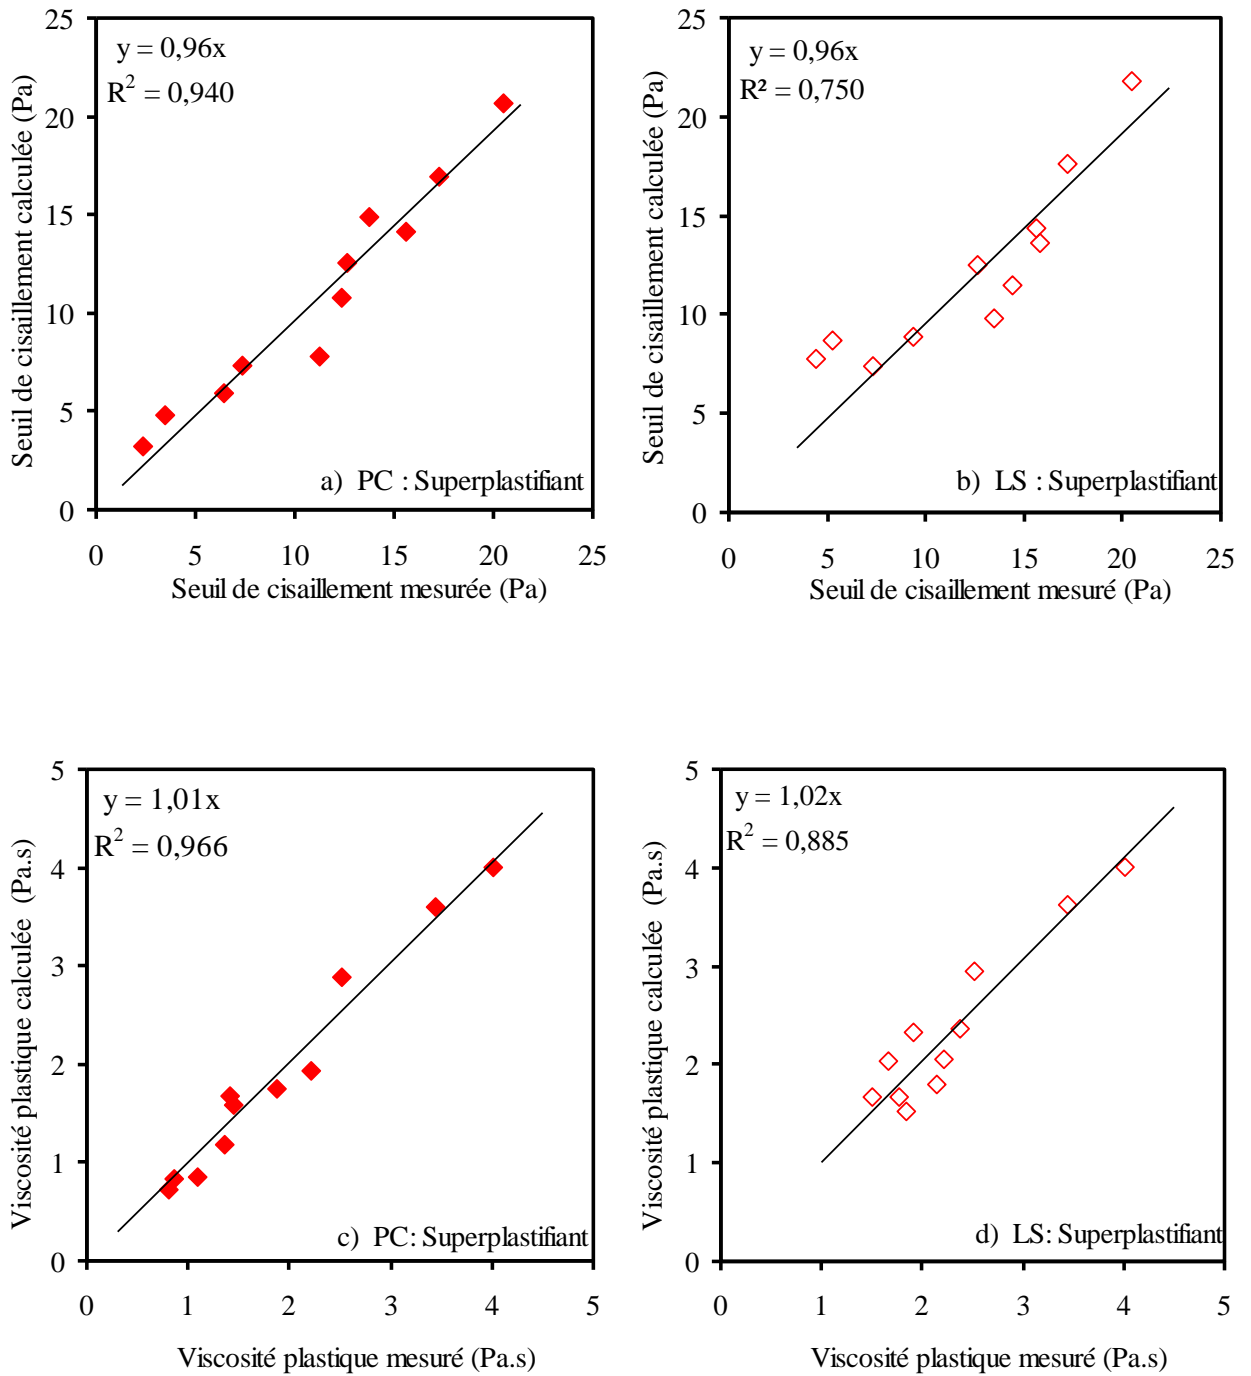 25
20
15
10
5
0
Seuil de cisaillement calculée (Pa)
y = 0,96x
R² = 0,940
a) PC : Superplastifiant
0 5 10 15 20 25
Seuil de cisaillement mesurée (Pa)
25
20
15
10
5
0
Seuil de cisaillement calculée (Pa)
y = 0,96x
R² = 0,750
b) LS : Superplastifiant
0 5 10 15 20 25
Seuil de cisaillement mesuré (Pa)
5
4
3
2
1
0
Viscosité plastique calculée (Pa.s)
y = 1,01x
R² = 0,966
c) PC: Superplastifiant
0 1 2 3 4 5
Viscosité plastique mesuré (Pa.s)
5
4
3
2
1
0
Viscosité plastique calculée (Pa.s)
y = 1,02x
R² = 0,885
d) LS: Superplastifiant
0 1 2 3 4 5
Viscosité plastique mesuré (Pa.s)